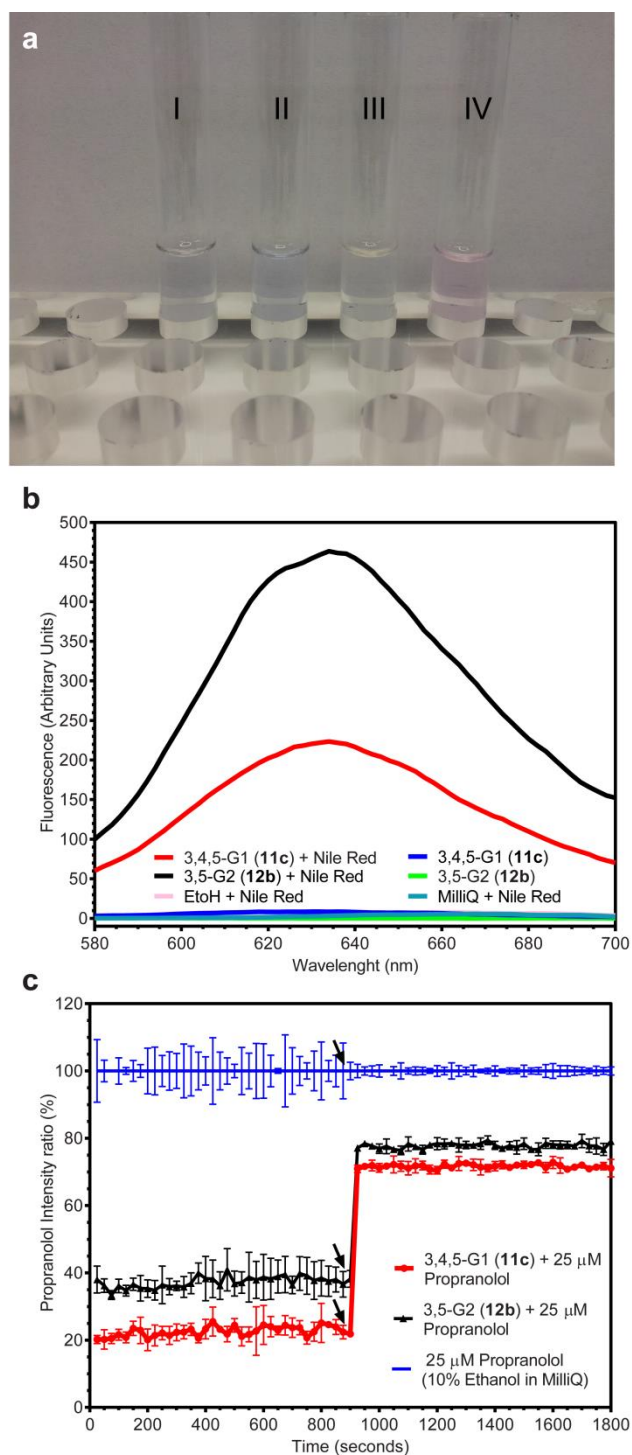 a
I II III IV
b
Fluorescence (Arbitrary Units)
500
450
400
350
300
250
200
150
100
50
0
3,4,5-G1 (11c) + Nile Red
3,5-G2 (12b) + Nile Red
EtoH + Nile Red
3,4,5-G1 (11c)
3,5-G2 (12b)
MilliQ + Nile Red
580 600 620 640 660 680 700
Wavelenght (nm)
c
Propranolol Intensity ratio (%)
120
100
80
60
40
20
0
3,4,5-G1 (11c) + 25 μM
Propranolol
3,5-G2 (12b) + 25 μM
Propranolol
25 μM Propranolol
(10% Ethanol in MilliQ)
0 200 400 600 800 1000 1200 1400 1600 1800
Time (seconds)